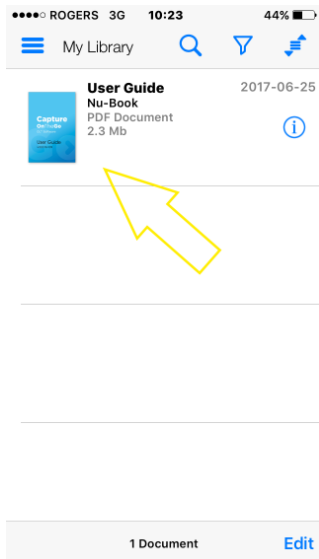 ROGERS 3G 10:23 44%
My Library
User Guide 2017-06-25
Nu-Book
PDF Document
2.3 Mb
Capture
OnTheGo
User Guide
1 Document Edit